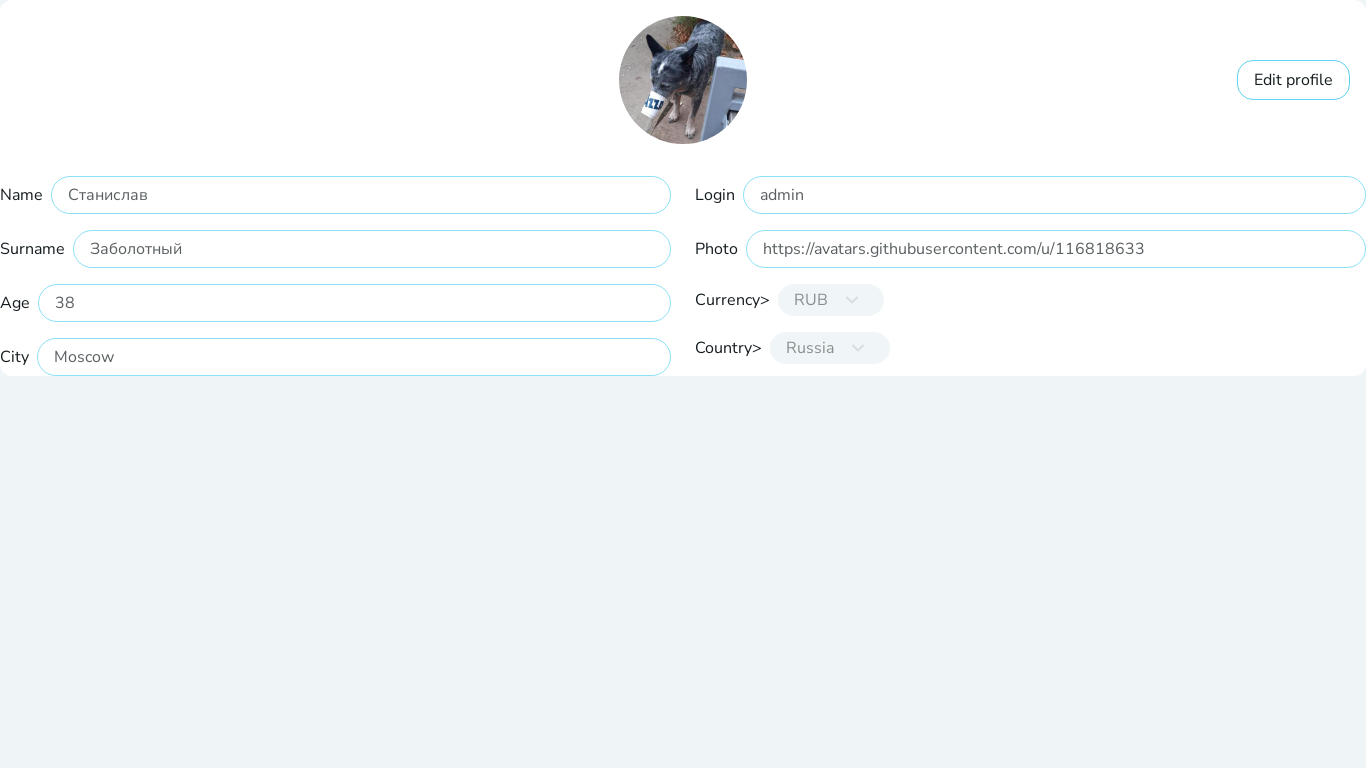 Edit profile
Name Станислав
Surname Заболотный
Age 38
City Moscow
Login admin
Photo https://avatars.githubusercontent.com/u/116818633
Currency> RUB
Country> Russia